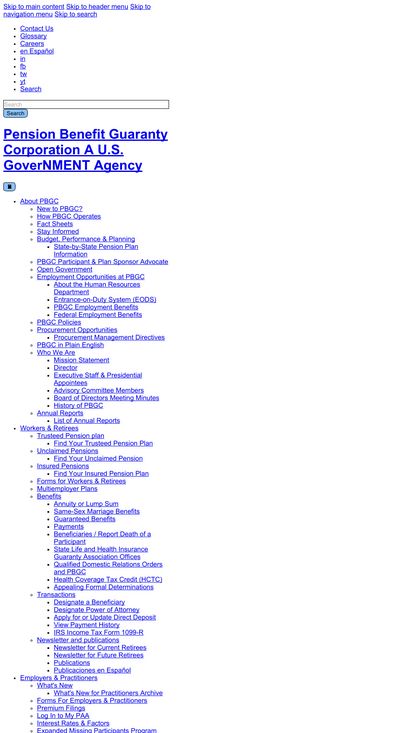 Skip to main content Skip to header menu Skip to
navigation menu Skip to search
Contact Us
Glossary
Careers
en Español
in
fb
tw
yt
Search
Search
Search
Pension Benefit Guaranty
Corporation A U.S.
GoverNMENT Agency
About PBGC
New to PBGC?
How PBGC Operates
Fact Sheets
Stay Informed
Budget, Performance & Planning
State-by-State Pension Plan
Information
PBGC Participant & Plan Sponsor Advocate
Open Government
Employment Opportunities at PBGC
About the Human Resources
Department
Entrance-on-Duty System (EODS)
PBGC Employment Benefits
Federal Employment Benefits
PBGC Policies
Procurement Opportunities
Procurement Management Directives
PBGC in Plain English
Who We Are
Mission Statement
Director
Executive Staff & Presidential
Appointees
Advisory Committee Members
Board of Directors Meeting Minutes
History of PBGC
Annual Reports
List of Annual Reports
Workers & Retirees
Trusteed Pension plan
Find Your Trusteed Pension Plan
Unclaimed Pensions
Find Your Unclaimed Pension
Insured Pensions
Find Your Insured Pension Plan
Forms for Workers & Retirees
Multiemployer Plans
Benefits
Annuity or Lump Sum
Same-Sex Marriage Benefits
Guaranteed Benefits
Payments
Beneficiaries / Report Death of a
Participant
State Life and Health Insurance
Guaranty Association Offices
Qualified Domestic Relations Orders
and PBGC
Health Coverage Tax Credit (HCTC)
Appealing Formal Determinations
Transactions
Designate a Beneficiary
Designate Power of Attorney
Apply for or Update Direct Deposit
View Payment History
IRS Income Tax Form 1099-R
Newsletter and publications
Newsletter for Current Retirees
Newsletter for Future Retirees
Publications
Publicaciones en Español
Employers & Practitioners
What's New
What's New for Practitioners Archive
Forms For Employers & Practitioners
Premium Filings
Log In to My PAA
Interest Rates & Factors
Expanded Missing Participants Program